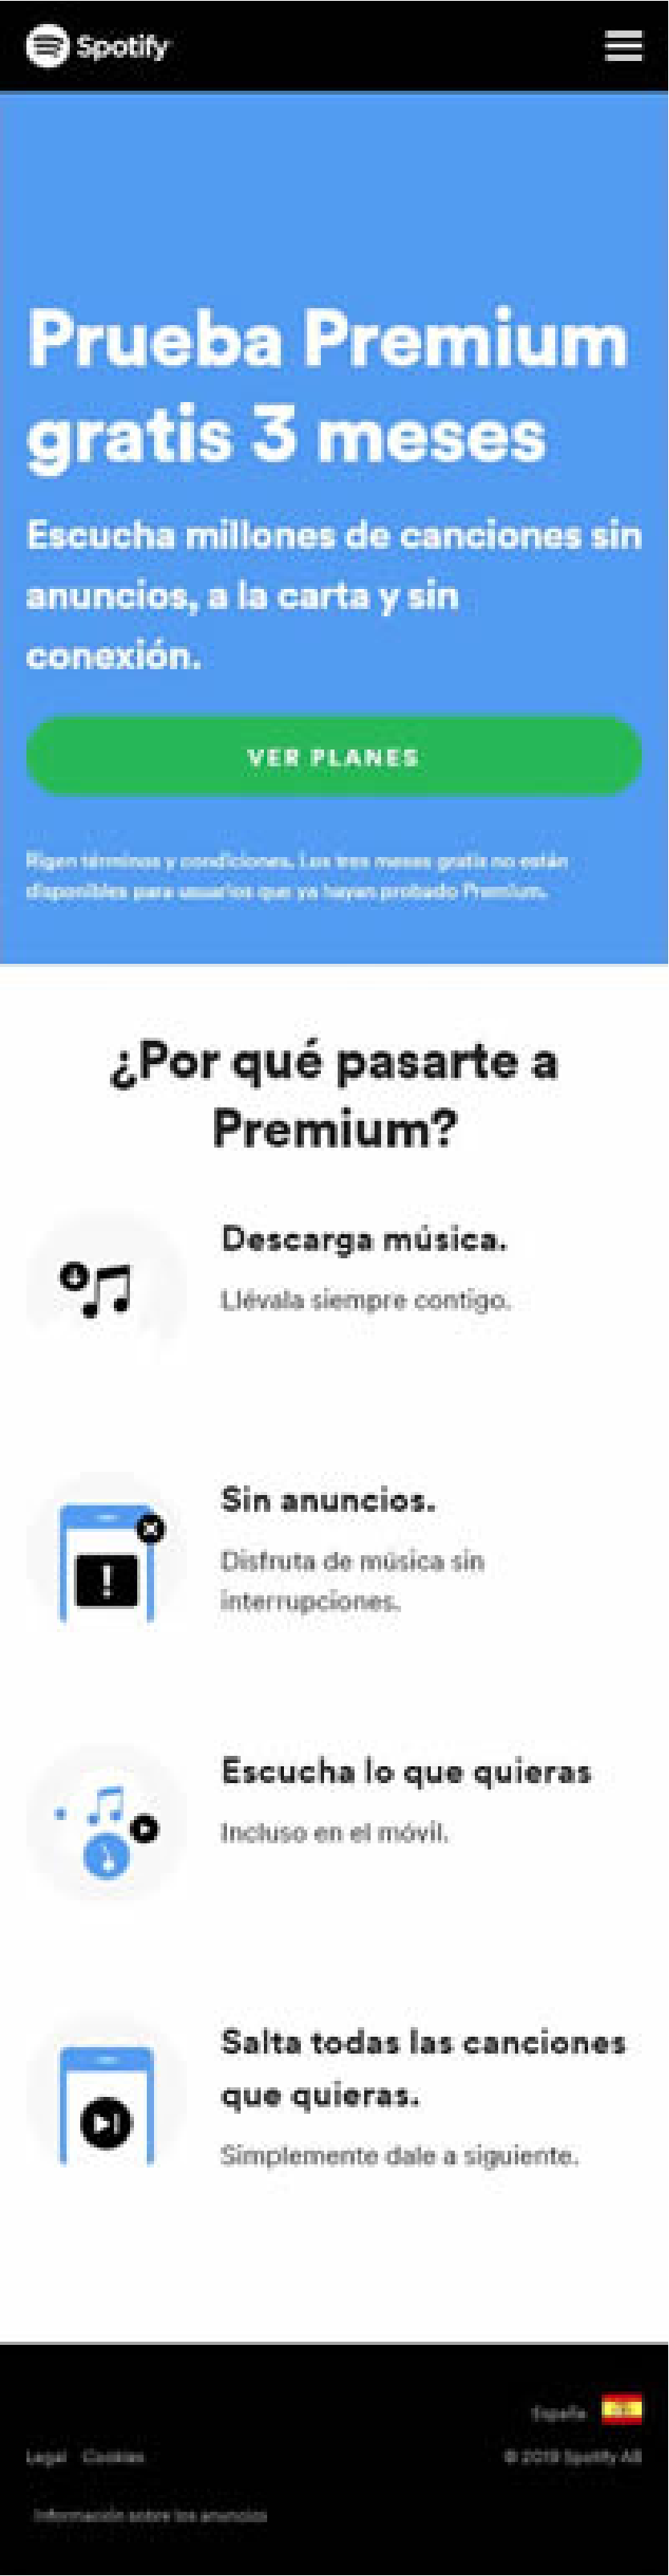 Spotify
Prueba Premium
gratis 3 meses
Escucha millones de canciones sin
anuncios, a la carta y sin
conexión.
VER PLANES
Rigen términos y condiciones. Los tres meses gratis no están
disponibles para usuarios que ya hayan probado Premium.
¿Por qué pasarte a
Premium?
Descarga música.
Llévala siempre contigo.
Sin anuncios.
Disfruta de música sin
interrupciones.
Escucha lo que quieras
Incluso en el móvil.
Salta todas las canciones
que quieras.
Simplemente dale a siguiente.
España
Legal Cookies © 2019 Spotify AB
Información sobre los anuncios